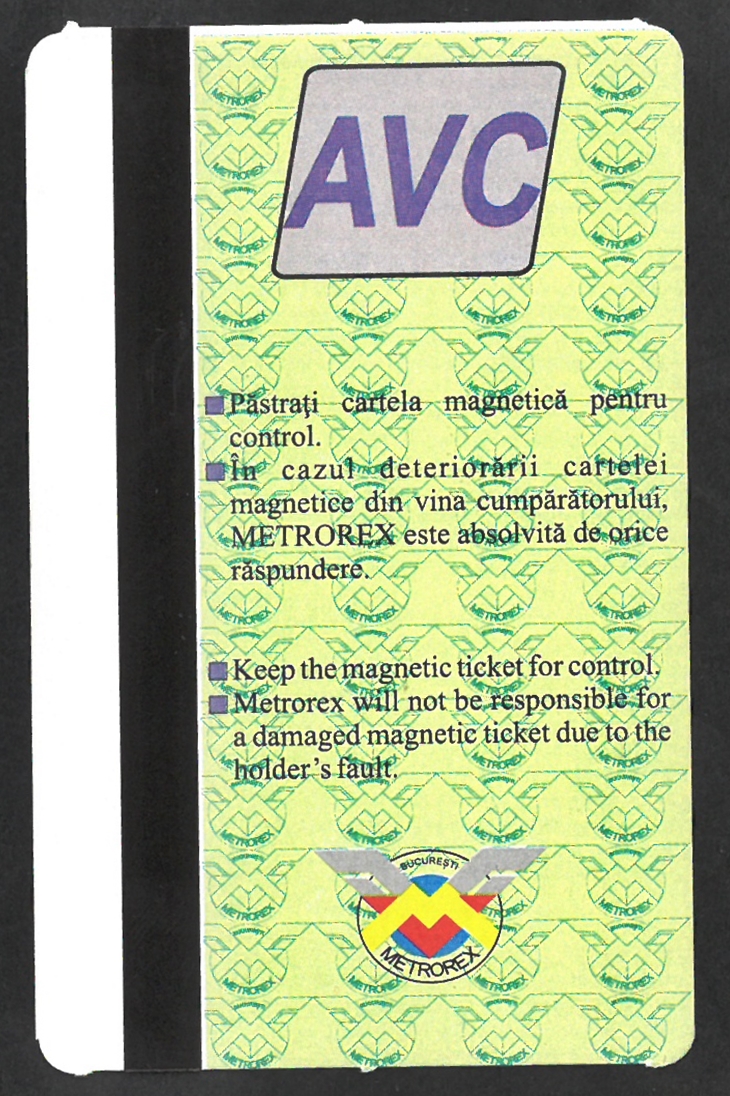 AVC
Păstrați cartela magnetică pentru
control.
În cazul deteriorării cartelei
magnetice din vina cumpărătorului,
METROREX este absolvită de orice
răspundere.
Keep the magnetic ticket for control.
Metrorex will not be responsible for
a damaged magnetic ticket due to the
holder's fault.
BUCUREȘTI
METROREX